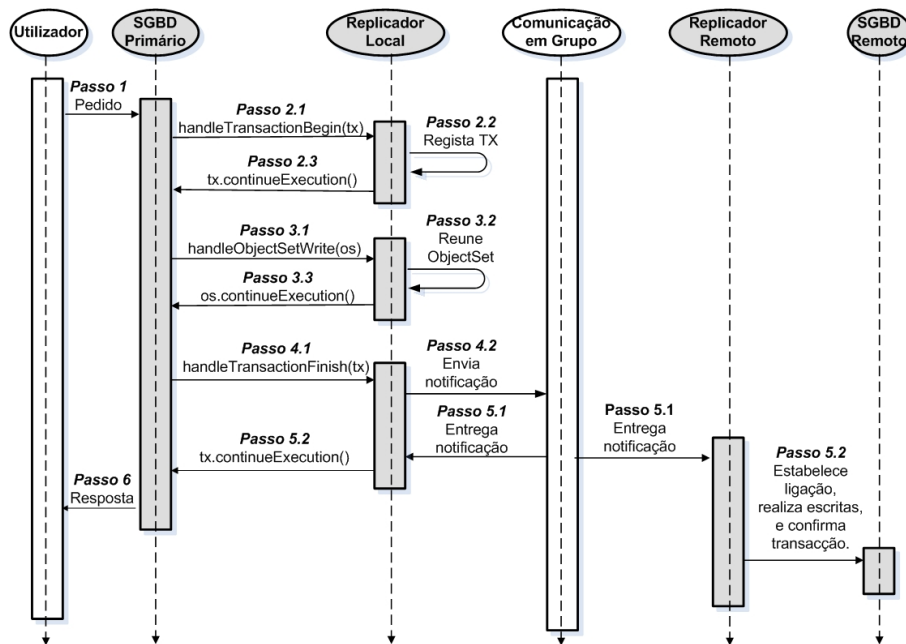 Utilizador
SGBD
Primário
Replicador
Local
Comunicação
em Grupo
Replicador
Remoto
SGBD
Remoto
Passo 1
Pedido
Passo 2.1
handleTransactionBegin(tx)
Passo 2.2
Regista TX
Passo 2.3
tx.continueExecution()
Passo 3.1
handleObjectSetWrite(os)
Passo 3.2
Reune
ObjectSet
Passo 3.3
os.continueExecution()
Passo 4.1
handleTransactionFinish(tx)
Passo 4.2
Envia
notificação
Passo 5.1
Entrega
notificação
Passo 5.1
Entrega
notificação
Passo 5.2
tx.continueExecution()
Passo 5.2
Estabelece
ligação,
realiza escritas,
e confirma
transacção.
Passo 6
Resposta